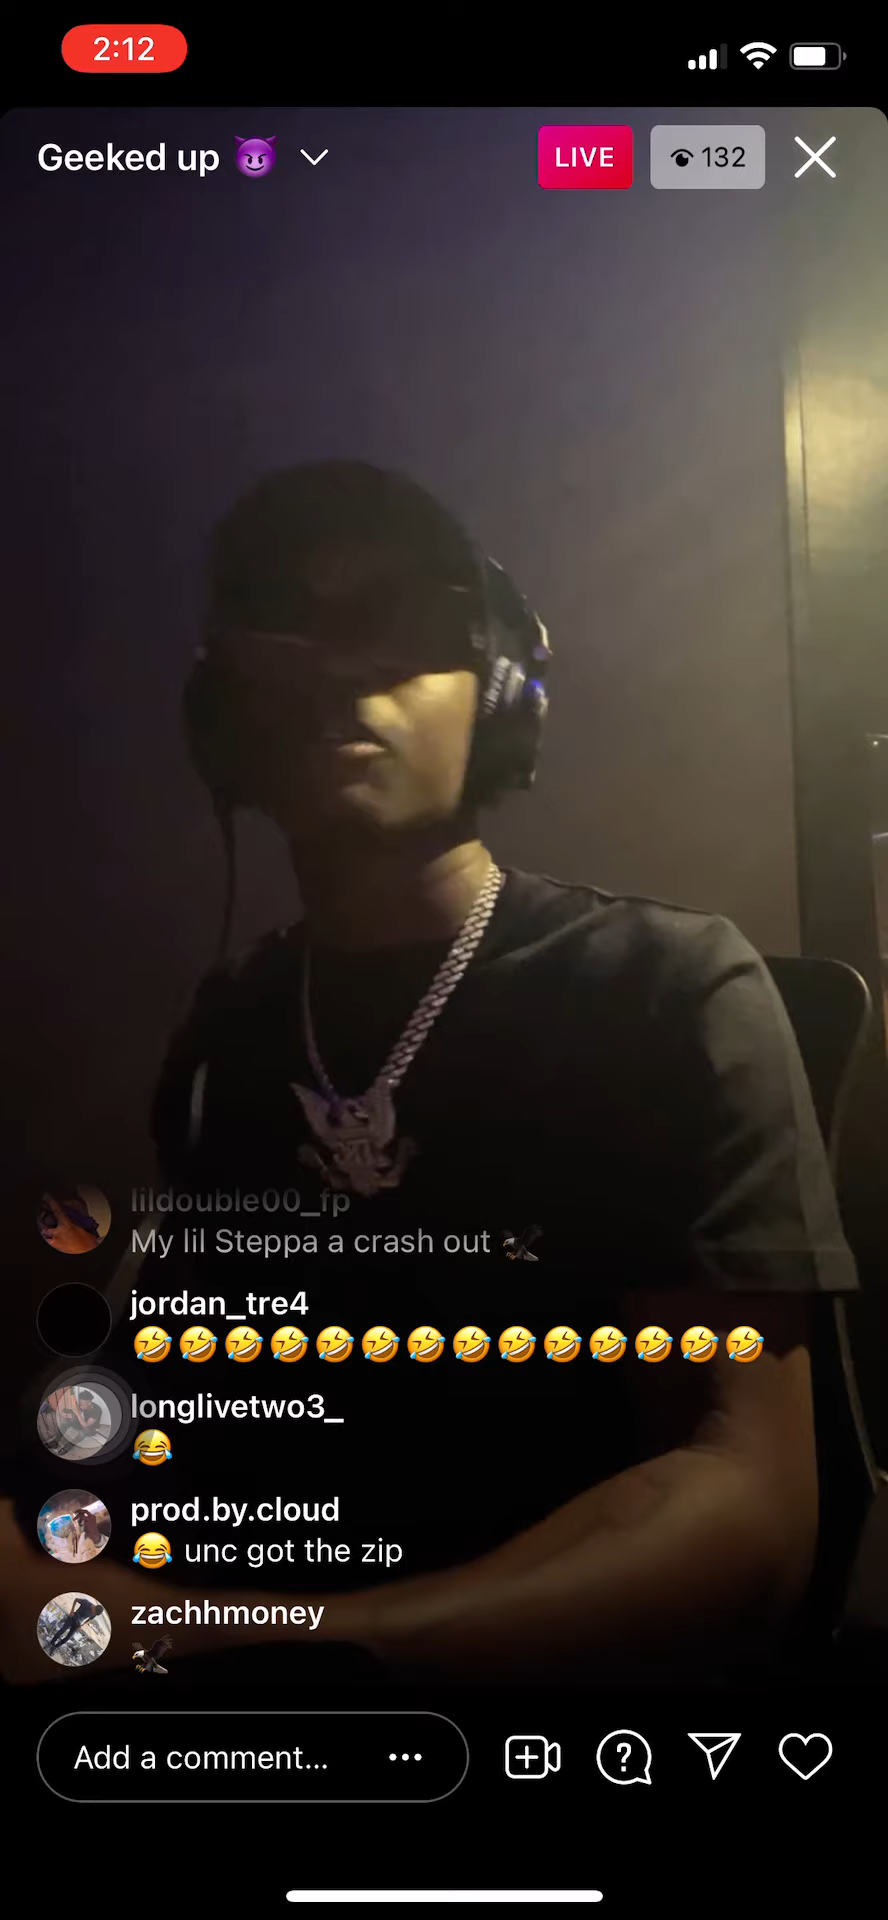 2:12
Geeked up 😈
LIVE
132
lildouble00_fp
My lil Steppa a crash out 🦅
jordan_tre4
🤣🤣🤣🤣🤣🤣🤣🤣🤣🤣🤣🤣🤣🤣
longlivetwo3_
😂
prod.by.cloud
😂 unc got the zip
zachhmoney
🦅
Add a comment...